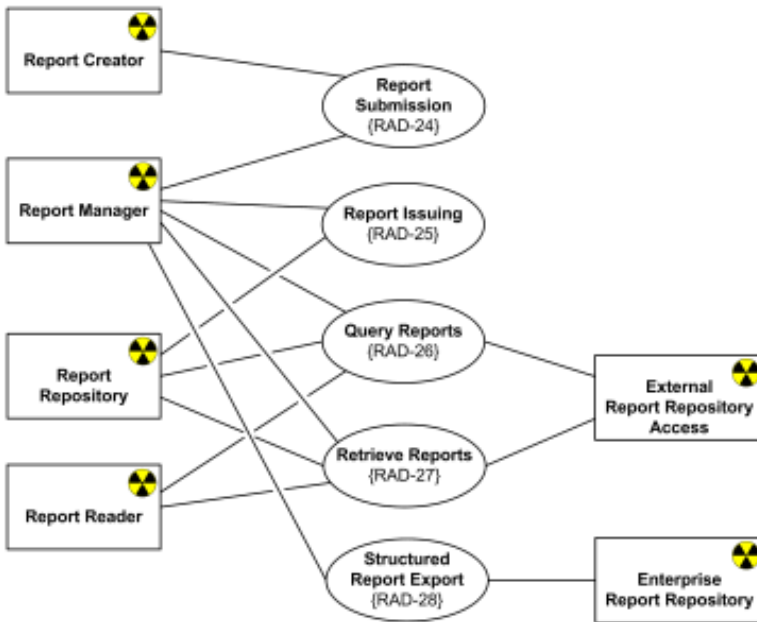 Report Creator
Report
Submission
{RAD-24}
Report Manager
Report Issuing
{RAD-25}
Report
Repository
Query Reports
{RAD-26}
External
Report Repository
Access
Report Reader
Retrieve Reports
{RAD-27}
Structured
Report Export
{RAD-28}
Enterprise
Report Repository